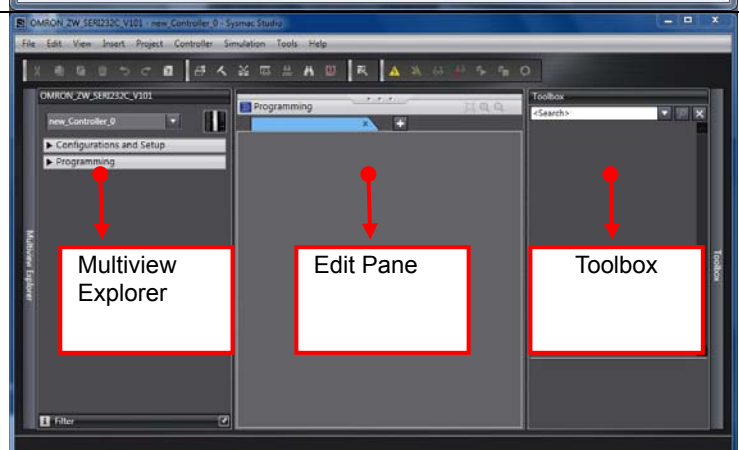 OMRON_ZW_SERI232C_V101 - new_Controller_0 - Sysmac Studio
File Edit View Insert Project Controller Simulation Tools Help
OMRON_ZW_SERI232C_V101
new_Controller_0
Configurations and Setup
Programming
Multiview Explorer
Filter
Programming
Toolbox
<Search>
Toolbox
Multiview
Explorer
Edit Pane
Toolbox